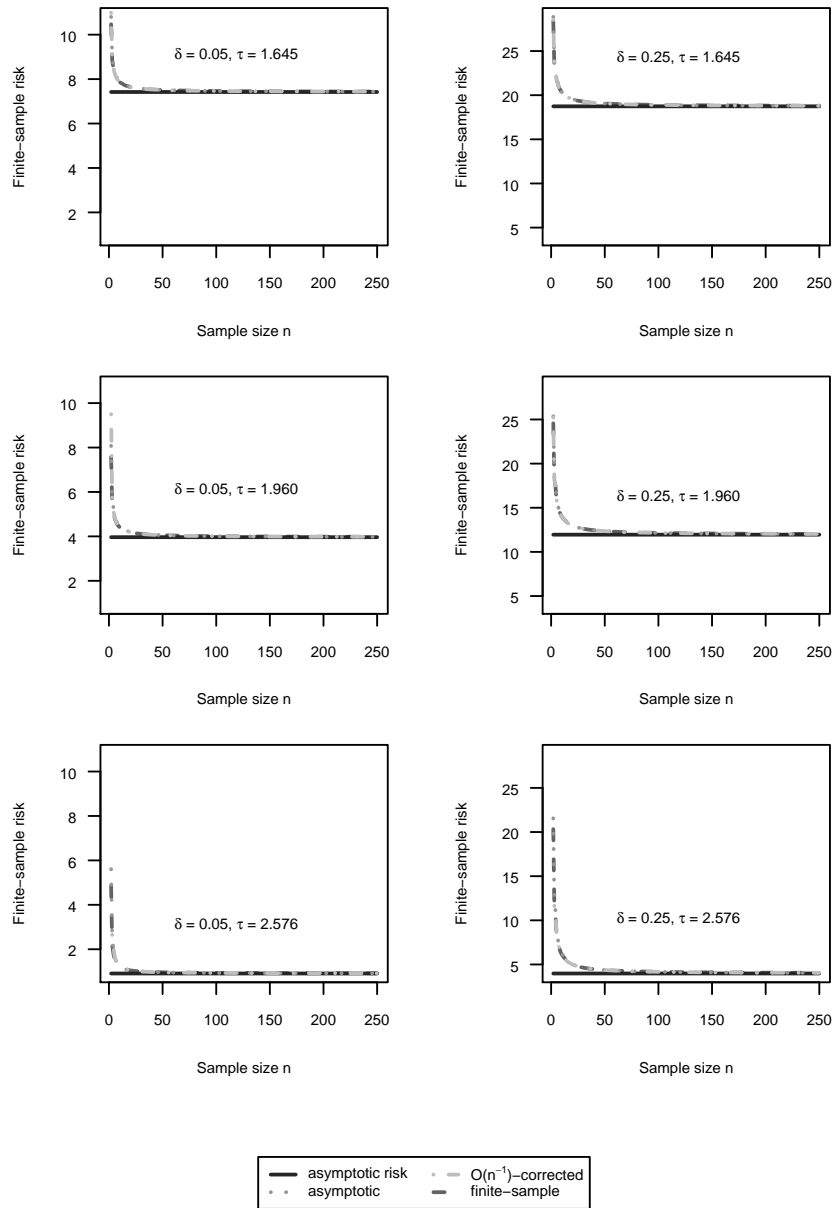 10
8
6
4
2
Finite−sample risk
δ = 0.05, τ = 1.645
0 50 100 150 200 250
Sample size n
25
20
15
10
5
Finite−sample risk
δ = 0.25, τ = 1.645
0 50 100 150 200 250
Sample size n
10
8
6
4
2
Finite−sample risk
δ = 0.05, τ = 1.960
0 50 100 150 200 250
Sample size n
25
20
15
10
5
Finite−sample risk
δ = 0.25, τ = 1.960
0 50 100 150 200 250
Sample size n
10
8
6
4
2
Finite−sample risk
δ = 0.05, τ = 2.576
0 50 100 150 200 250
Sample size n
25
20
15
10
5
Finite−sample risk
δ = 0.25, τ = 2.576
0 50 100 150 200 250
Sample size n
asymptotic risk
asymptotic
O(n⁻¹)−corrected
finite−sample